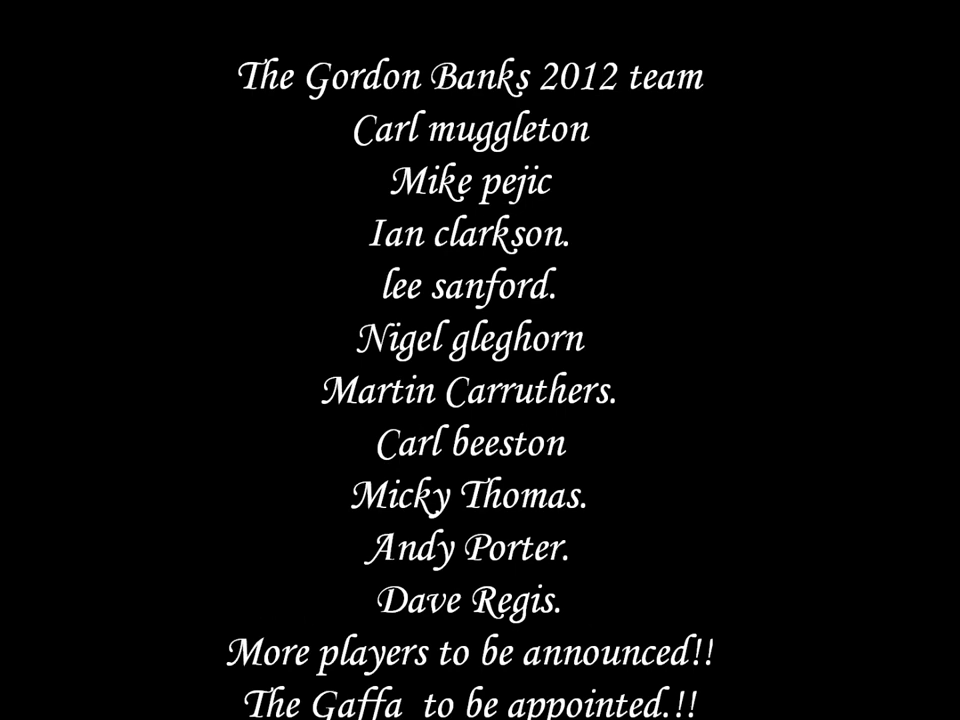 The Gordon Banks 2012 team
Carl muggleton
Mike pejic
Ian clarkson.
lee sanford.
Nigel gleghorn
Martin Carruthers.
Carl beeston
Micky Thomas.
Andy Porter.
Dave Regis.
More players to be announced!!
The Gaffa  to be appointed.!!